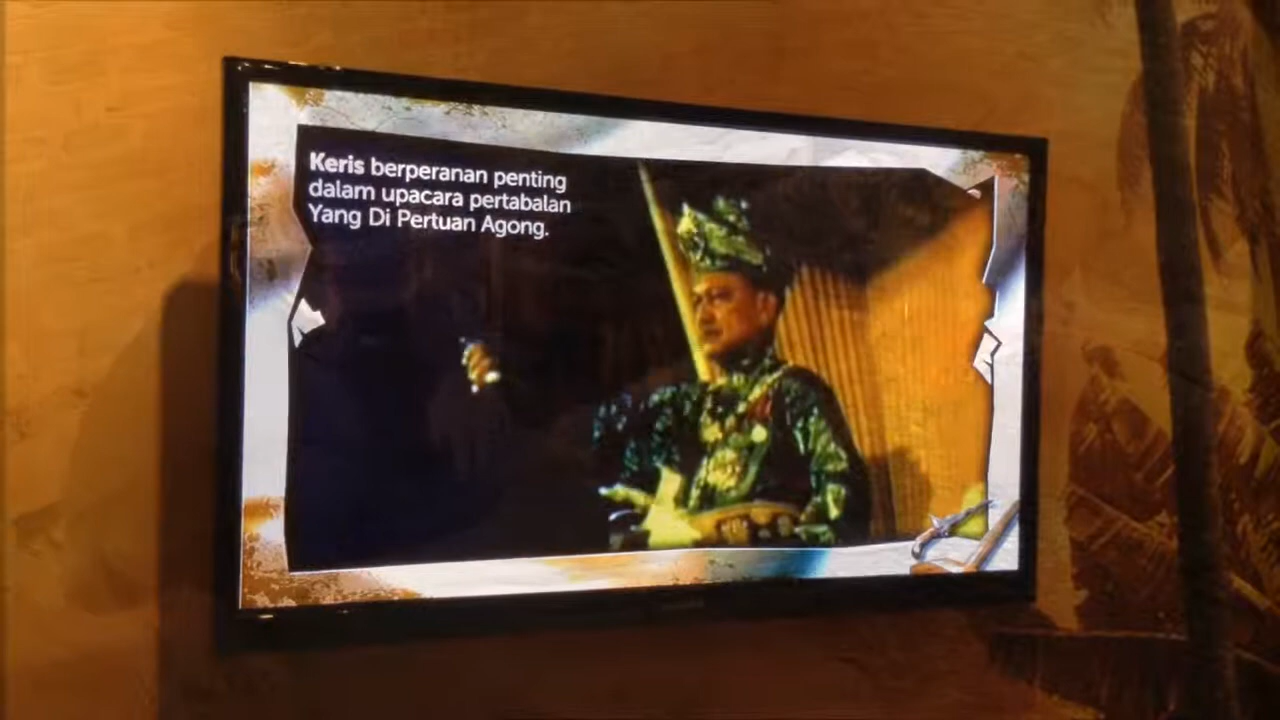 Keris berperanan penting
dalam upacara pertabalan
Yang Di Pertuan Agong.